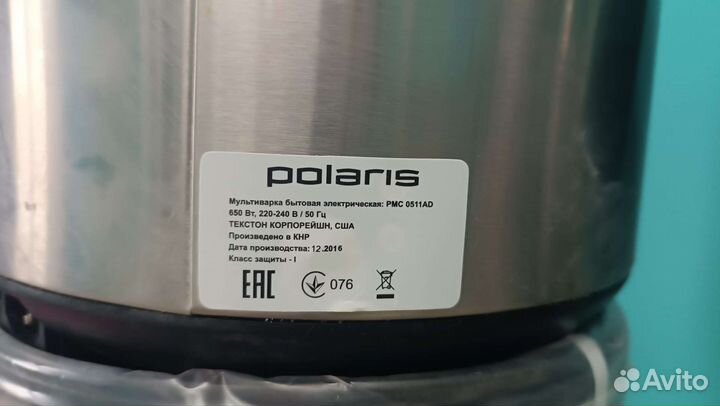 polaris
Мультиварка бытовая электрическая: PMC 0511AD
650 Вт, 220-240 В / 50 Гц
ТЕКСТОН КОРПОРЕЙШН, США
Произведено в КНР
Дата производства: 12.2016
Класс защиты - I
EAC 076
Avito